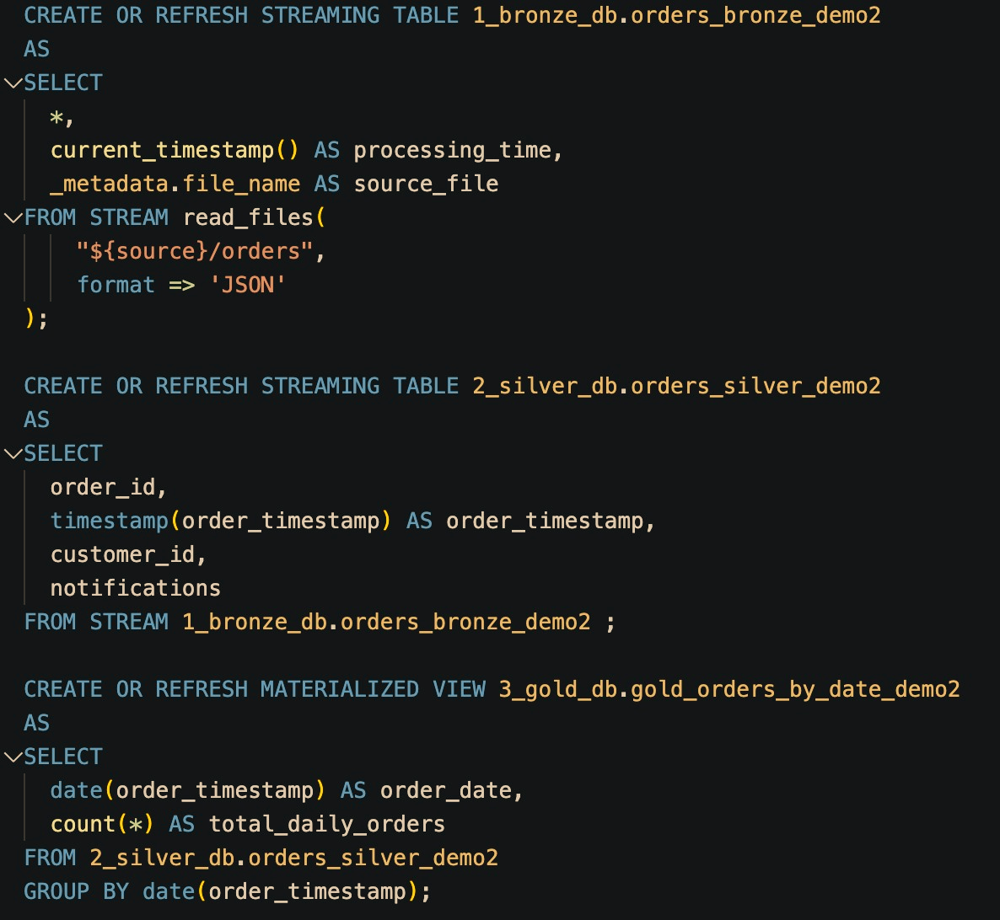 CREATE OR REFRESH STREAMING TABLE 1_bronze_db.orders_bronze_demo2
AS
SELECT
  *,
  current_timestamp() AS processing_time,
  _metadata.file_name AS source_file
FROM STREAM read_files(
    "${source}/orders",
    format => 'JSON'
);

CREATE OR REFRESH STREAMING TABLE 2_silver_db.orders_silver_demo2
AS
SELECT
  order_id,
  timestamp(order_timestamp) AS order_timestamp,
  customer_id,
  notifications
FROM STREAM 1_bronze_db.orders_bronze_demo2 ;

CREATE OR REFRESH MATERIALIZED VIEW 3_gold_db.gold_orders_by_date_demo2
AS
SELECT
  date(order_timestamp) AS order_date,
  count(*) AS total_daily_orders
FROM 2_silver_db.orders_silver_demo2
GROUP BY date(order_timestamp);